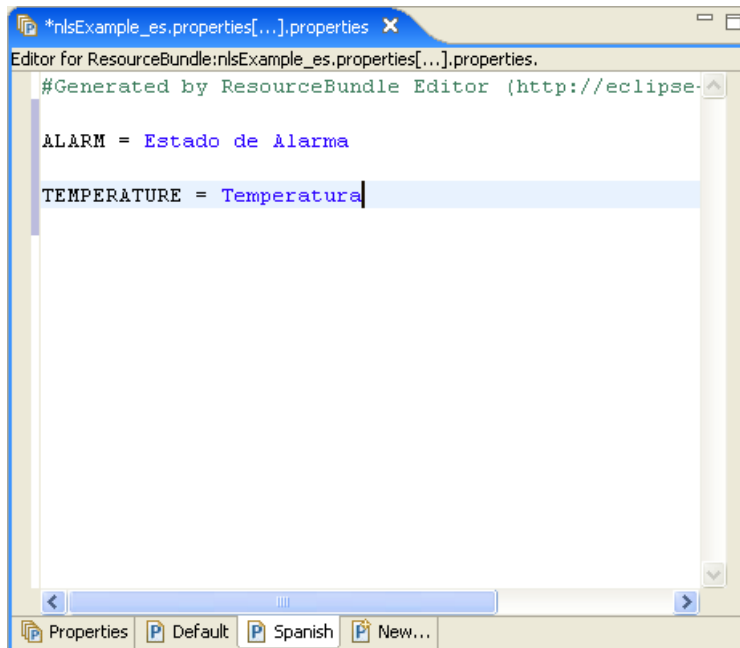 *nlsExample_es.properties[...].properties
Editor for ResourceBundle:nlsExample_es.properties[...].properties.
#Generated by ResourceBundle Editor (http://eclipse-
ALARM = Estado de Alarma
TEMPERATURE = Temperatura
Properties Default Spanish New...